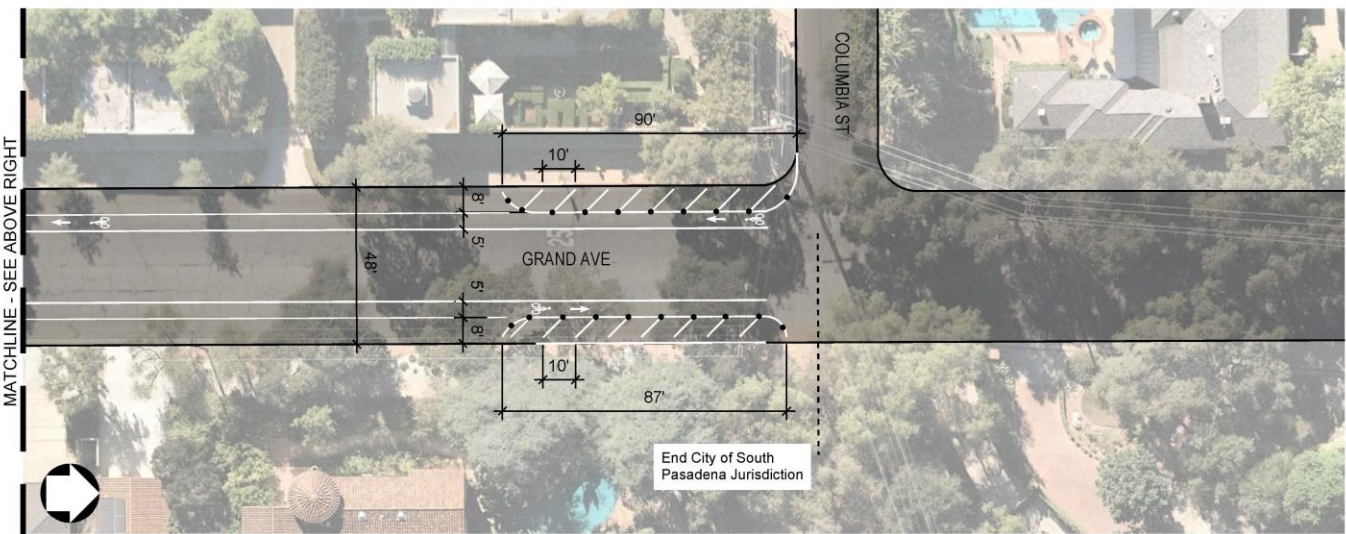 MATCHLINE - SEE ABOVE RIGHT
COLUMBIA ST
90'
10'
8'
5'
48'
25
GRAND AVE
5'
8'
10'
87'
End City of South
Pasadena Jurisdiction